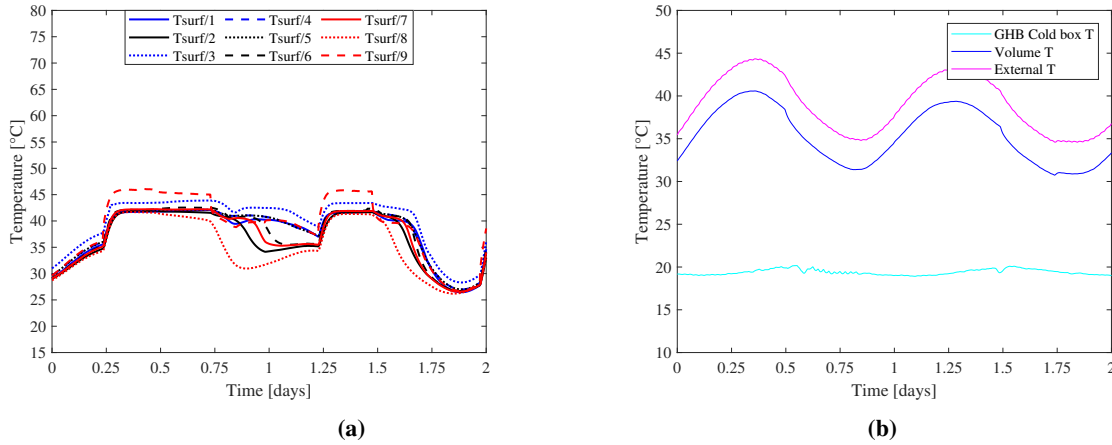 80
75
70
65
60
55
50
45
40
35
30
25
20
15
Temperature [°C]
Tsurf/1 Tsurf/4 Tsurf/7
Tsurf/2 Tsurf/5 Tsurf/8
Tsurf/3 Tsurf/6 Tsurf/9
0 0.25 0.5 0.75 1 1.25 1.5 1.75 2
Time [days]
(a)
50
45
40
35
30
25
20
15
10
Temperature [°C]
GHB Cold box T
Volume T
External T
0 0.25 0.5 0.75 1 1.25 1.5 1.75 2
Time [days]
(b)